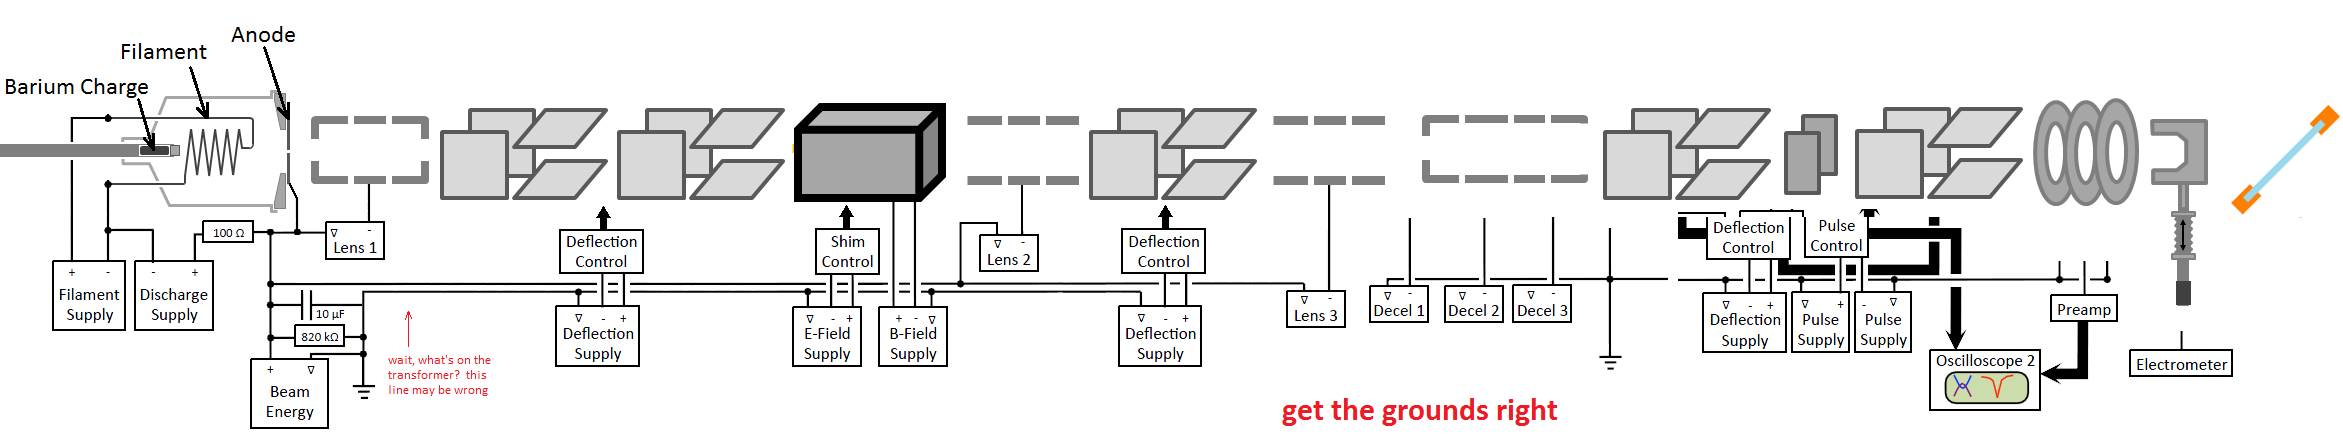 Anode
Filament
Barium Charge
100 Ω
∇ -
Lens 1
+ -
Filament
Supply
- +
Discharge
Supply
10 µF
820 kΩ
+ ∇
Beam
Energy
wait, what's on the
transformer? this
line may be wrong
Deflection
Control
∇ - +
Deflection
Supply
Shim
Control
∇ - +
E-Field
Supply
+ - ∇
B-Field
Supply
∇ -
Lens 2
Deflection
Control
∇ - +
Deflection
Supply
∇ -
Lens 3
∇ -
Decel 1
∇ -
Decel 2
∇ -
Decel 3
get the grounds right
Deflection
Control
Pulse
Control
∇ - +
Deflection
Supply
∇ +
Pulse
Supply
- ∇
Pulse
Supply
Preamp
Oscilloscope 2
Electrometer